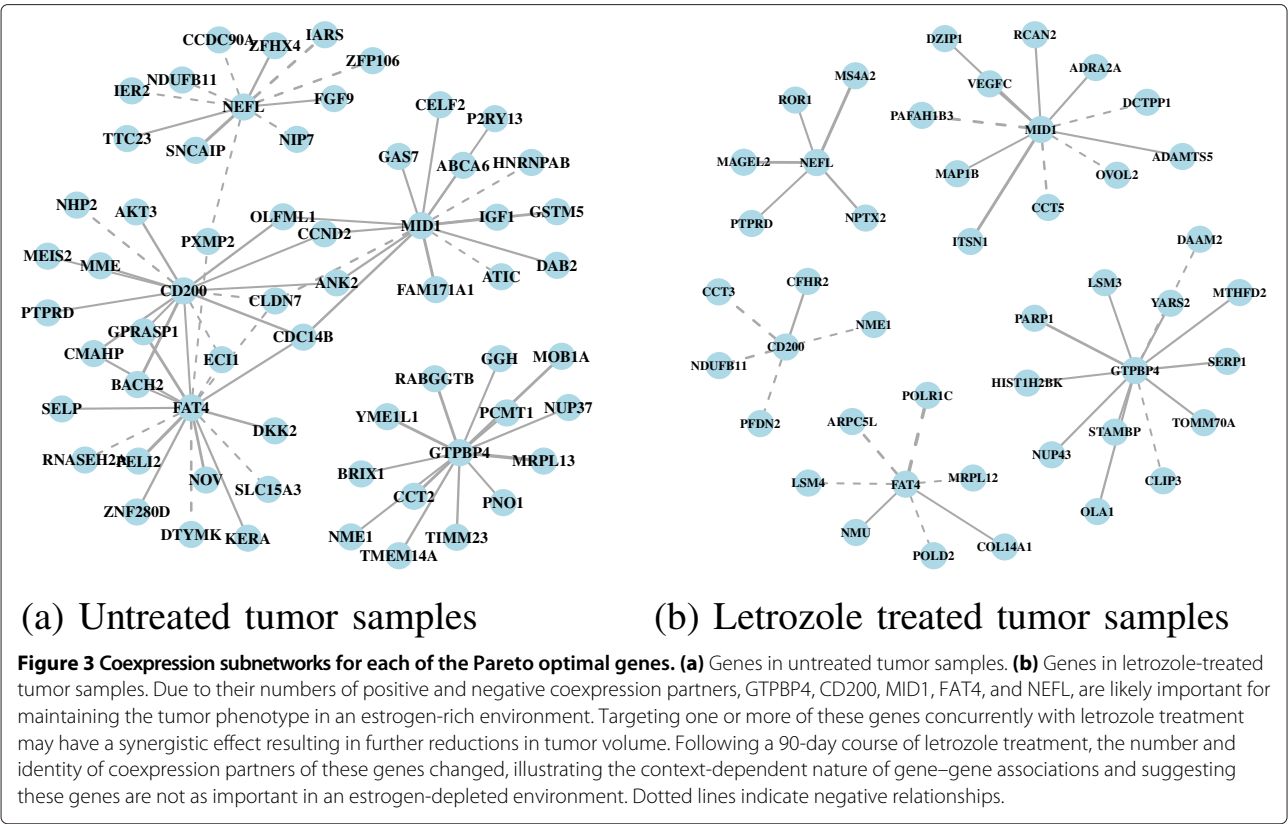 CCDC90A
ZFHX4
IARS
ZFP106
NDUFB11
IER2
NEFL
FGF9
TTC23
SNCAIP
NIP7
CELF2
P2RY13
GAS7
ABCA6
HNRNPAB
NHP2
AKT3
OLFML1
CCND2
MID1
IGF1
GSTM5
PXMP2
MEIS2
MME
CD200
ANK2
CLDN7
FAM171A1
ATIC
DAB2
PTPRD
GPRASP1
CDC14B
CMAHP
ECI1
BACH2
SELP
FAT4
DKK2
RNASEH2A
PELI2
NOV
SLC15A3
ZNF280D
DTYMK
KERA
GGH
MOB1A
RABGGTB
YME1L1
PCMT1
NUP37
GTPBP4
MRPL13
BRIX1
CCT2
PNO1
NME1
TIMM23
TMEM14A
DZIP1
RCAN2
MS4A2
VEGFC
ADRA2A
ROR1
PAFAH1B3
DCTPP1
MID1
MAGEL2
NEFL
MAP1B
OVOL2
ADAMTS5
PTPRD
NPTX2
CCT5
ITSN1
DAAM2
CCT3
CFHR2
LSM3
YARS2
MTHFD2
NME1
PARP1
CD200
NDUFB11
GTPBP4
SERP1
HIST1H2BK
PFDN2
POLR1C
ARPC5L
STAMBP
TOMM70A
NUP43
LSM4
FAT4
MRPL12
CLIP3
OLA1
NMU
POLD2
COL14A1
(a) Untreated tumor samples
(b) Letrozole treated tumor samples
Figure 3 Coexpression subnetworks for each of the Pareto optimal genes. (a) Genes in untreated tumor samples. (b) Genes in letrozole-treated
tumor samples. Due to their numbers of positive and negative coexpression partners, GTPBP4, CD200, MID1, FAT4, and NEFL, are likely important for
maintaining the tumor phenotype in an estrogen-rich environment. Targeting one or more of these genes concurrently with letrozole treatment
may have a synergistic effect resulting in further reductions in tumor volume. Following a 90-day course of letrozole treatment, the number and
identity of coexpression partners of these genes changed, illustrating the context-dependent nature of gene–gene associations and suggesting
these genes are not as important in an estrogen-depleted environment. Dotted lines indicate negative relationships.